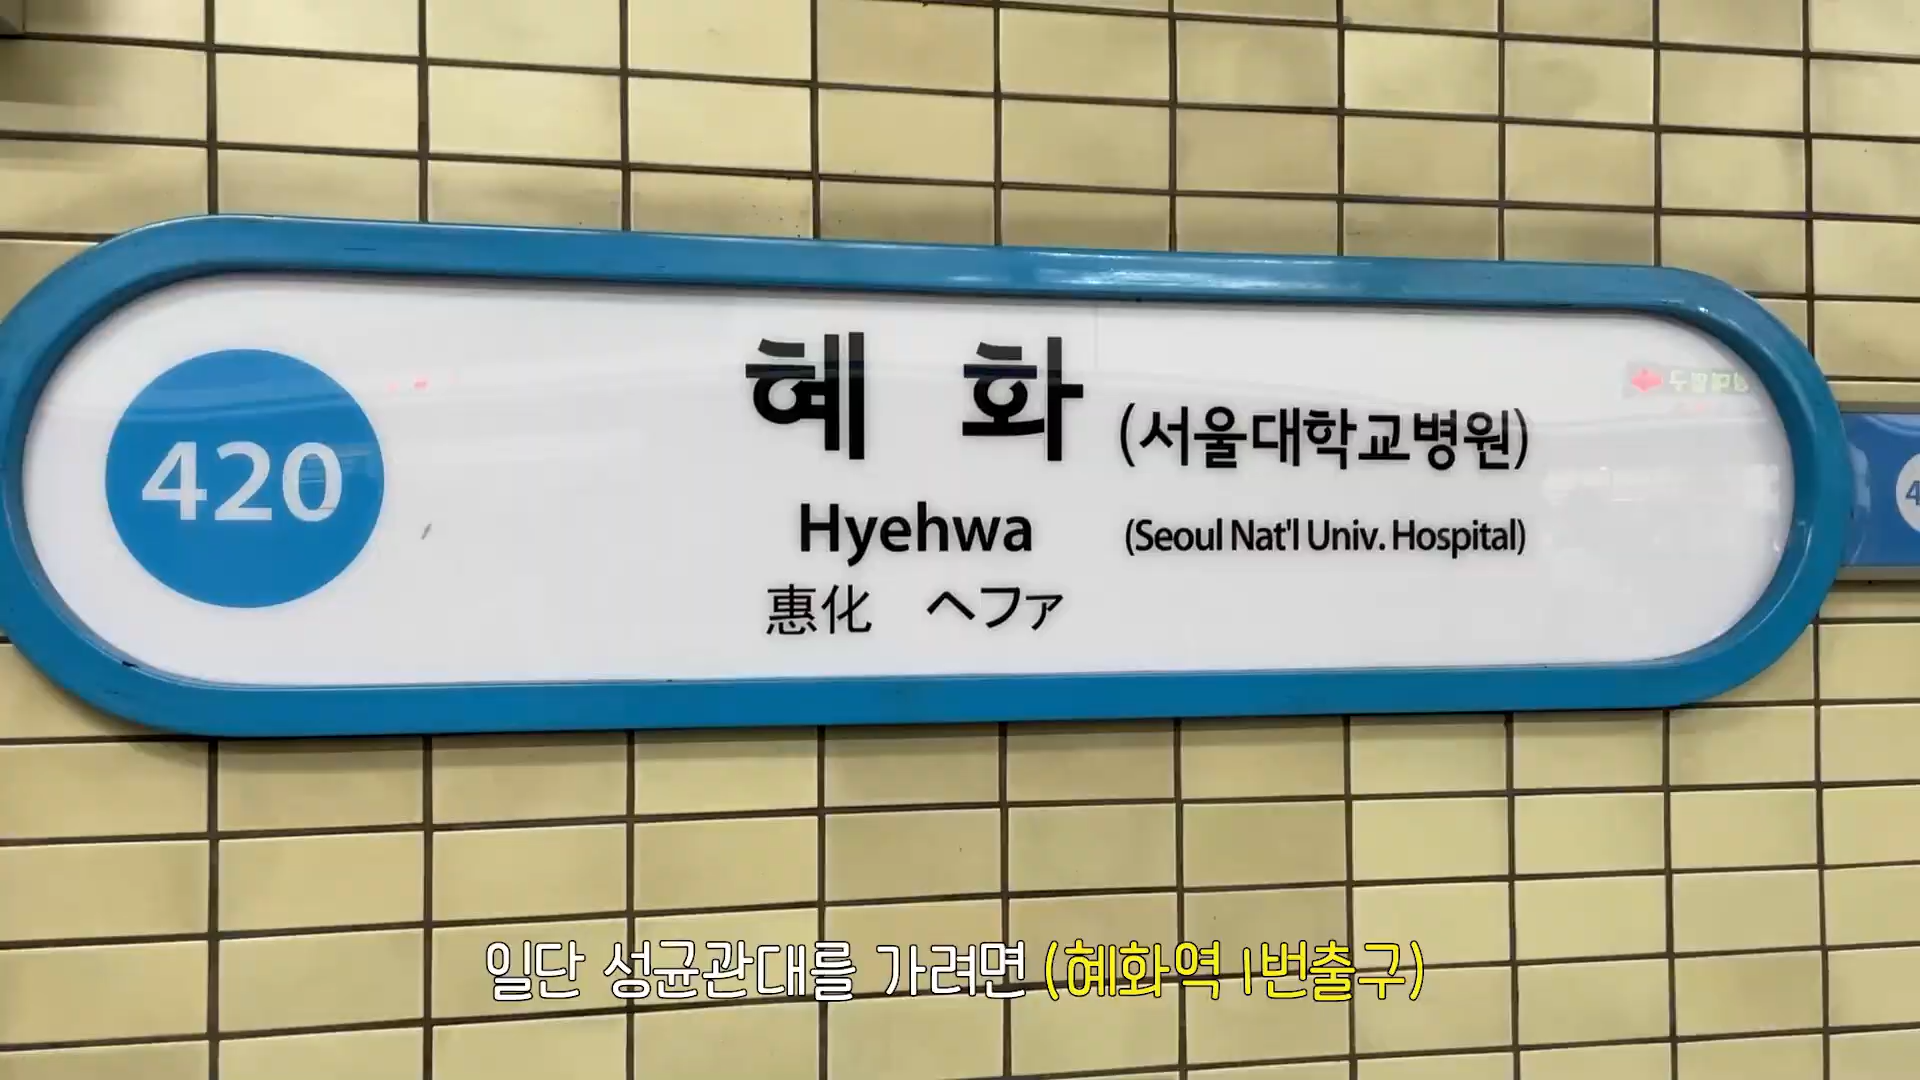 420
혜 화 (서울대학교병원)
Hyehwa (Seoul Nat'l Univ. Hospital)
惠化 ヘファ
일단 성균관대를 가려면 (혜화역 1번출구)